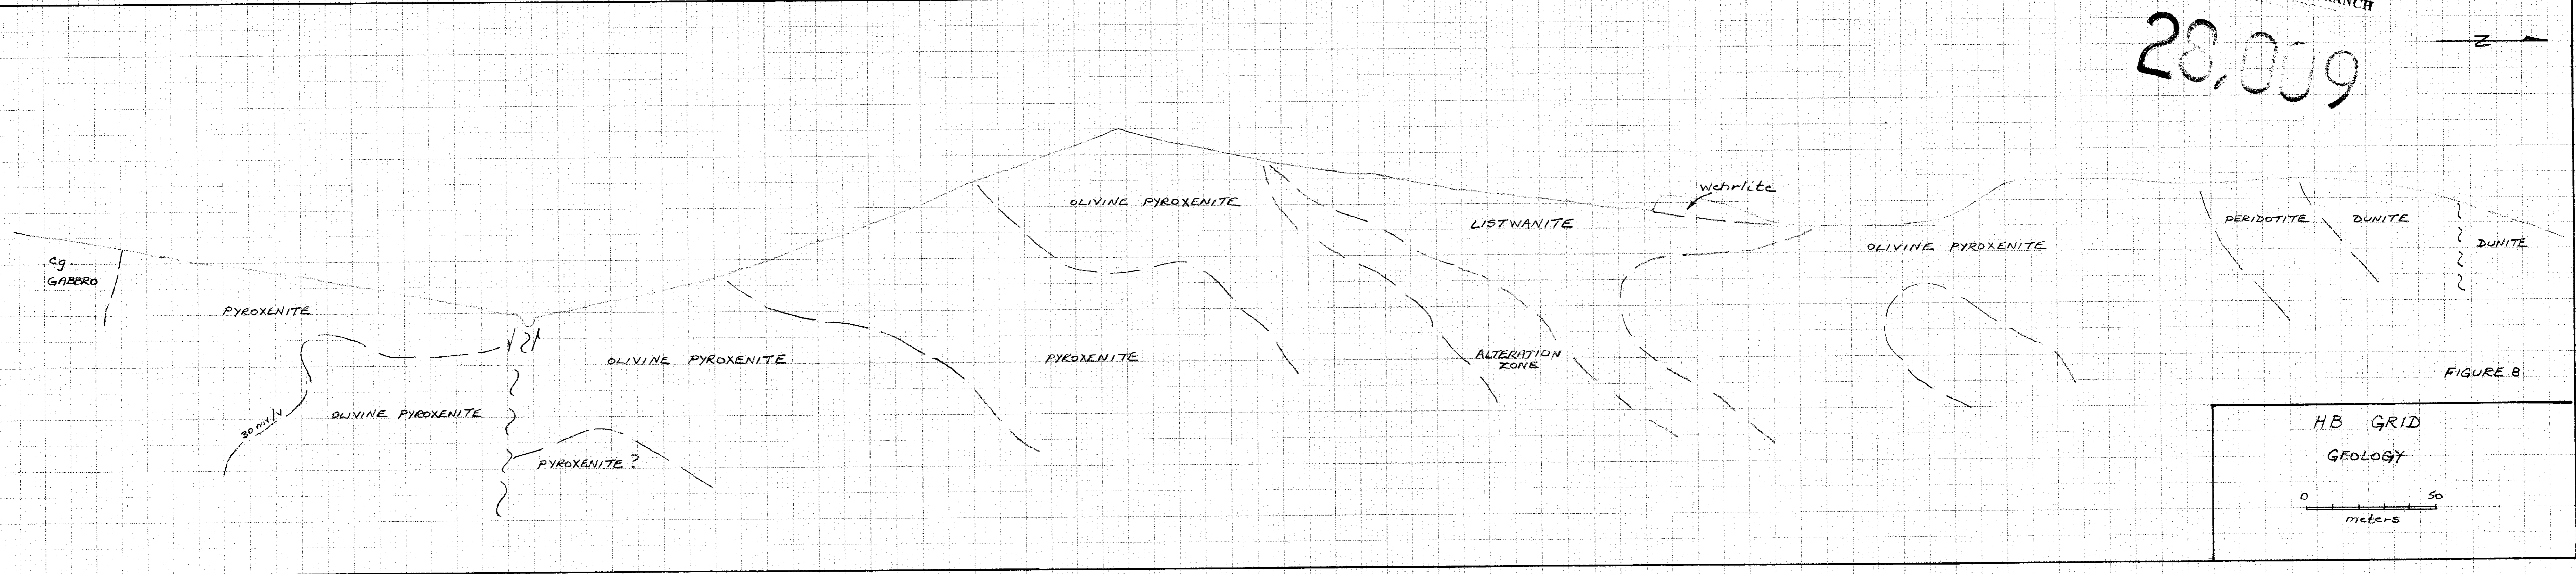 28,009
N
wehrlite
OLIVINE PYROXENITE
LISTWANITE
PERIDOTITE
DUNITE
DUNITE
OLIVINE PYROXENITE
cg.
GABBRO
PYROXENITE
OLIVINE PYROXENITE
PYROXENITE
ALTERATION
ZONE
FIGURE 8
30 mv/v
OLIVINE PYROXENITE
PYROXENITE ?
HB GRID
GEOLOGY
0 50
meters